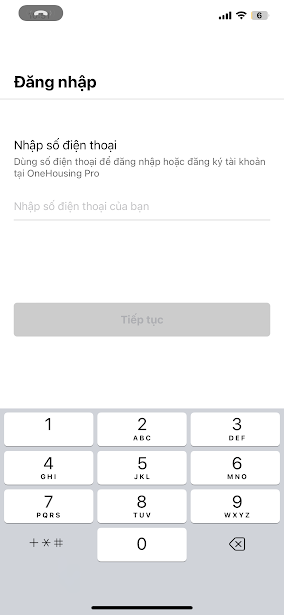 6
Đăng nhập
Nhập số điện thoại
Dùng số điện thoại để đăng nhập hoặc đăng ký tài khoản
tại OneHousing Pro
Nhập số điện thoại của bạn
Tiếp tục
1 2 3
ABC DEF
4 5 6
GHI JKL MNO
7 8 9
PQRS TUV WXYZ
+*# 0